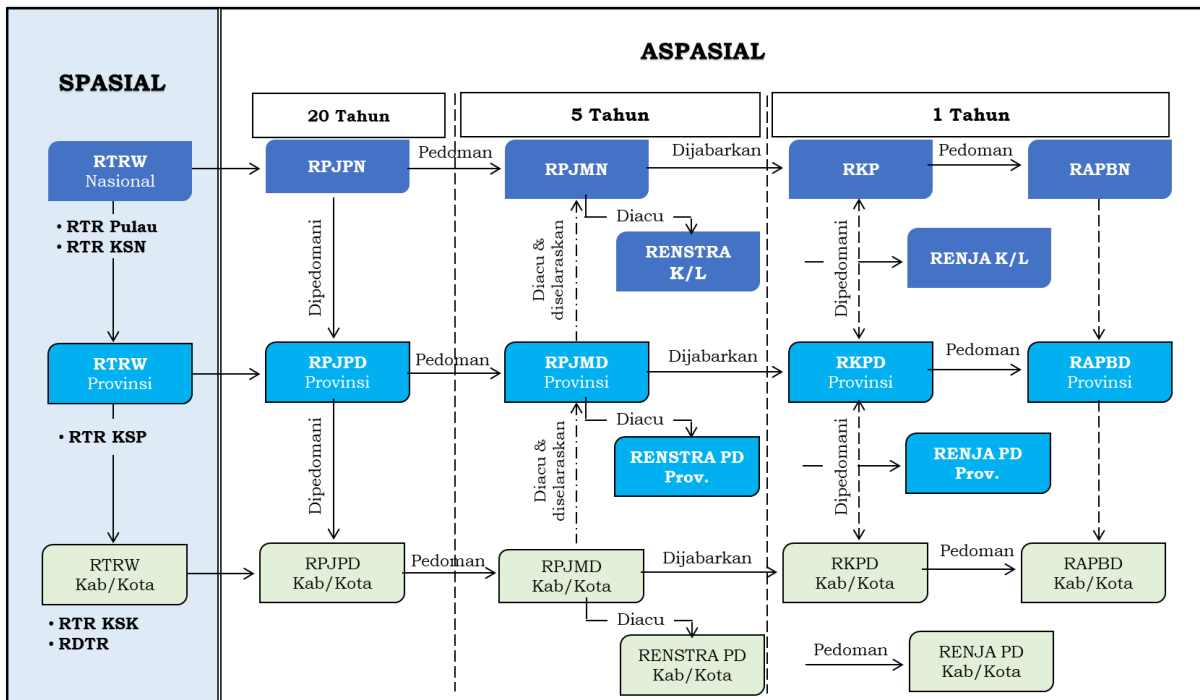 SPASIAL
ASPASIAL
20 Tahun
5 Tahun
1 Tahun
RTRW
Nasional
RPJPN
Pedoman
RPJMN
Dijabarkan
RKP
Pedoman
RAPBN
• RTR Pulau
• RTR KSN
Dipedomani
Diacu &
diselaraskan
Diacu
RENSTRA
K/L
Dipedomani
RENJA K/L
RTRW
Provinsi
RPJPD
Provinsi
Pedoman
RPJMD
Provinsi
Dijabarkan
RKPD
Provinsi
Pedoman
RAPBD
Provinsi
• RTR KSP
Dipedomani
Diacu &
diselaraskan
Diacu
RENSTRA PD
Prov.
Dipedomani
RENJA PD
Prov.
RTRW
Kab/Kota
RPJPD
Kab/Kota
Pedoman
RPJMD
Kab/Kota
Dijabarkan
RKPD
Kab/Kota
Pedoman
RAPBD
Kab/Kota
• RTR KSK
• RDTR
Diacu
RENSTRA PD
Kab/Kota
Pedoman
RENJA PD
Kab/Kota